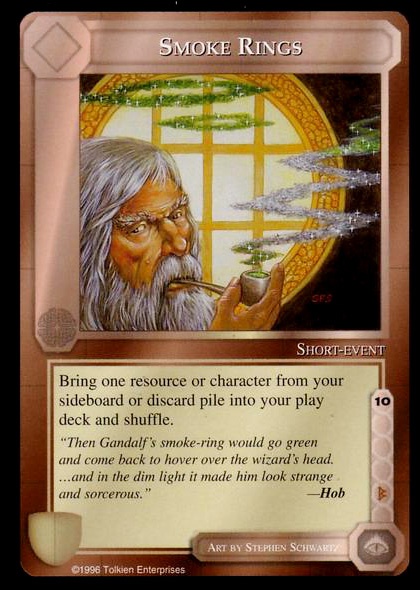 SMOKE RINGS
SFS
SHORT-EVENT
Bring one resource or character from your
sideboard or discard pile into your play
deck and shuffle.
10
"Then Gandalf's smoke-ring would go green
and come back to hover over the wizard's head.
...and in the dim light it made him look strange
and sorcerous." —Hob
ART BY STEPHEN SCHWARTZ
©1996 Tolkien Enterprises